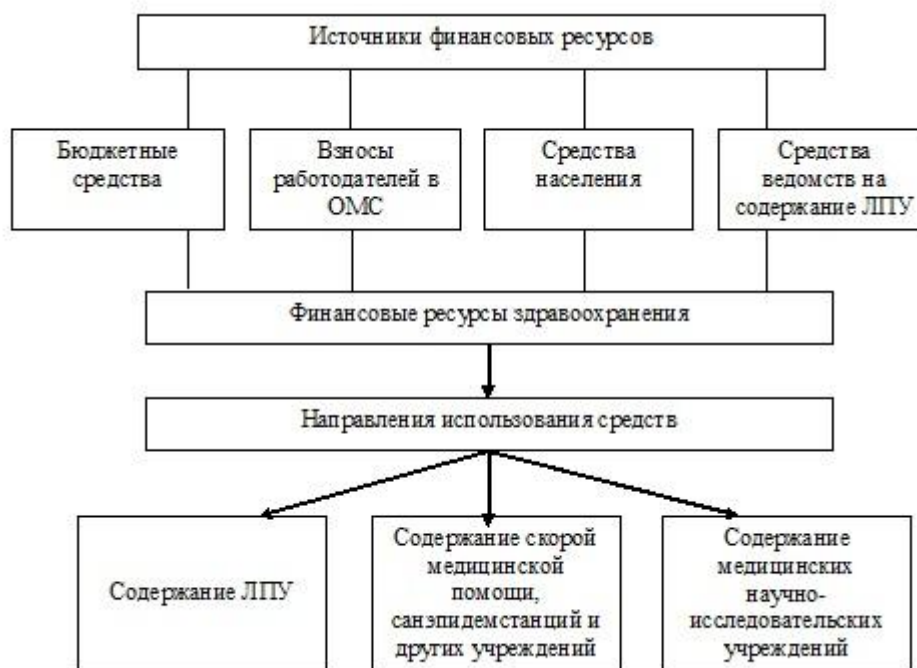 Источники финансовых ресурсов
Бюджетные
средства
Взносы
работодателей в
ОМС
Средства
населения
Средства
ведомств на
содержание ЛПУ
Финансовые ресурсы здравоохранения
Направления использования средств
Содержание ЛПУ
Содержание скорой
медицинской
помощи,
санэпидемстанций и
других учреждений
Содержание
медицинских
научно-
исследовательских
учреждений